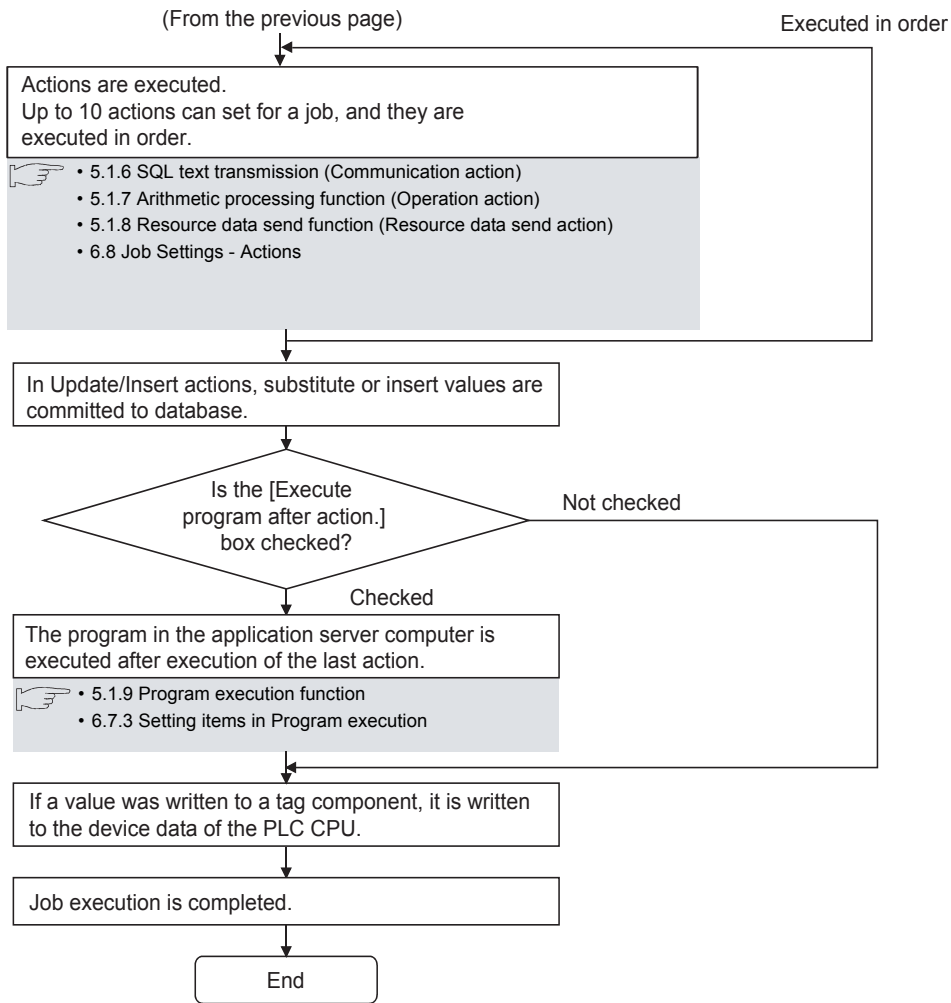 (From the previous page)
Executed in order
Actions are executed.
Up to 10 actions can set for a job, and they are
executed in order.
• 5.1.6 SQL text transmission (Communication action)
• 5.1.7 Arithmetic processing function (Operation action)
• 5.1.8 Resource data send function (Resource data send action)
• 6.8 Job Settings - Actions
In Update/Insert actions, substitute or insert values are
committed to database.
Is the [Execute
program after action.]
box checked?
Not checked
Checked
The program in the application server computer is
executed after execution of the last action.
• 5.1.9 Program execution function
• 6.7.3 Setting items in Program execution
If a value was written to a tag component, it is written
to the device data of the PLC CPU.
Job execution is completed.
End